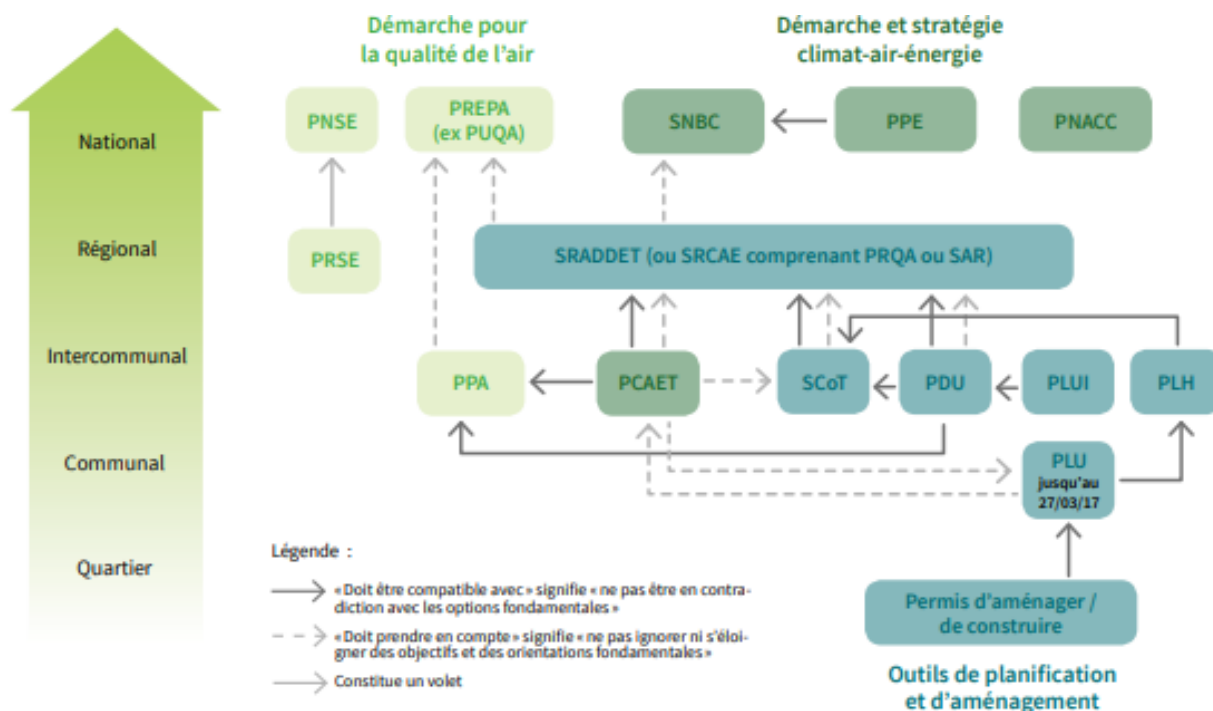 Démarche pour
la qualité de l'air
Démarche et stratégie
climat-air-énergie
National
PNSE
PREPA
(ex PUQA)
SNBC
PPE
PNACC
Régional
PRSE
SRADDET (ou SRCAE comprenant PRQA ou SAR)
Intercommunal
PPA
PCAET
SCoT
PDU
PLUI
PLH
Communal
PLU
jusqu'au
27/03/17
Quartier
Permis d'aménager /
de construire
Outils de planification
et d'aménagement
Légende :
« Doit être compatible avec » signifie « ne pas être en contra-
diction avec les options fondamentales »
« Doit prendre en compte » signifie « ne pas ignorer ni s'éloi-
gner des objectifs et des orientations fondamentales »
Constitue un volet